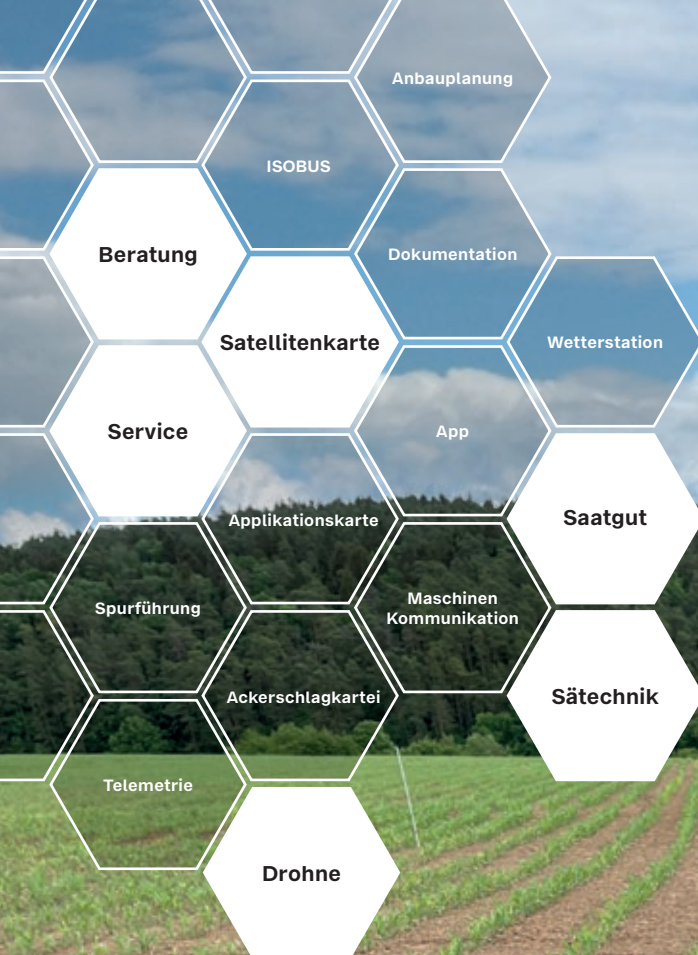 Anbauplanung
ISOBUS
Beratung
Dokumentation
Satellitenkarte
Wetterstation
Service
App
Saatgut
Applikationskarte
Spurführung
Maschinen
Kommunikation
Ackerschlagkartei
Sätechnik
Telemetrie
Drohne